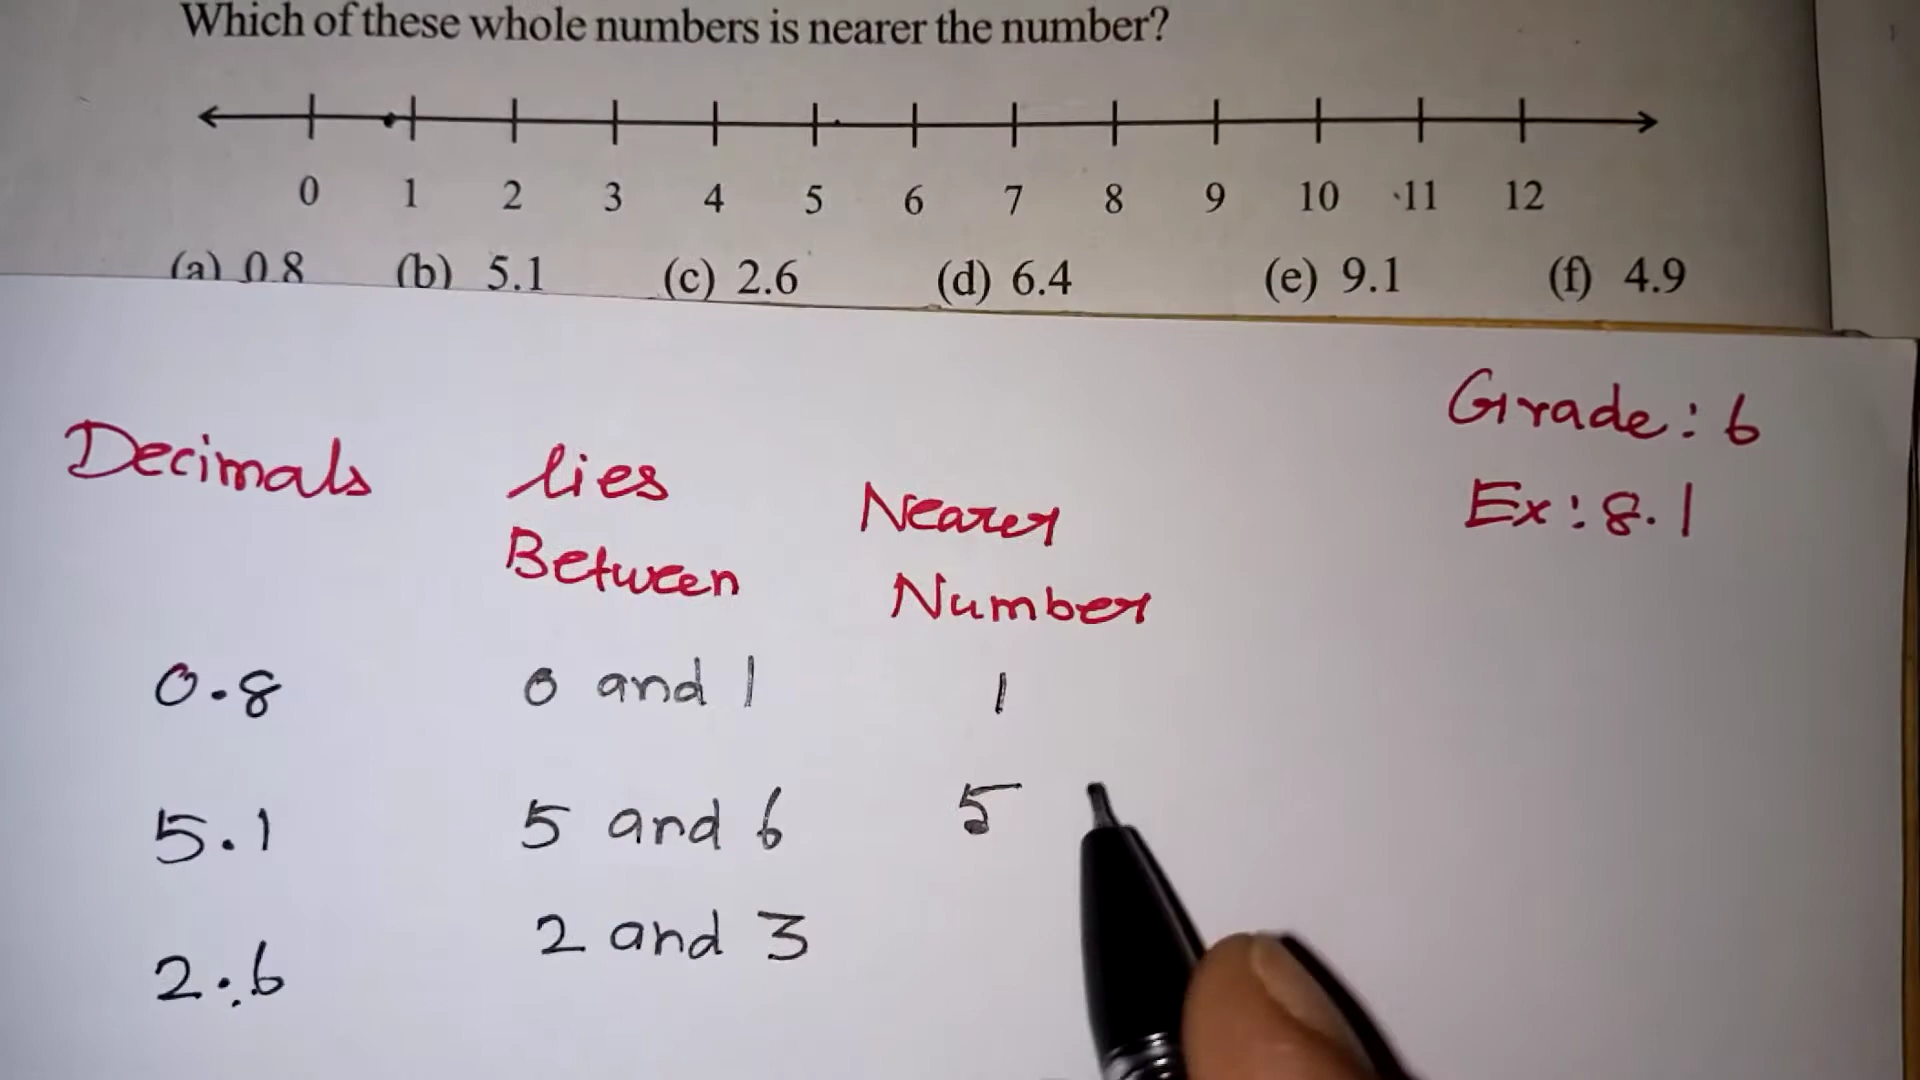 Which of these whole numbers is nearer the number?
0 1 2 3 4 5 6 7 8 9 10 11 12
(a) 0.8 (b) 5.1 (c) 2.6 (d) 6.4 (e) 9.1 (f) 4.9
Grade: 6
Ex: 8.1
Decimals lies Between Nearer Number
0.8 0 and 1 1
5.1 5 and 6 5
2.6 2 and 3